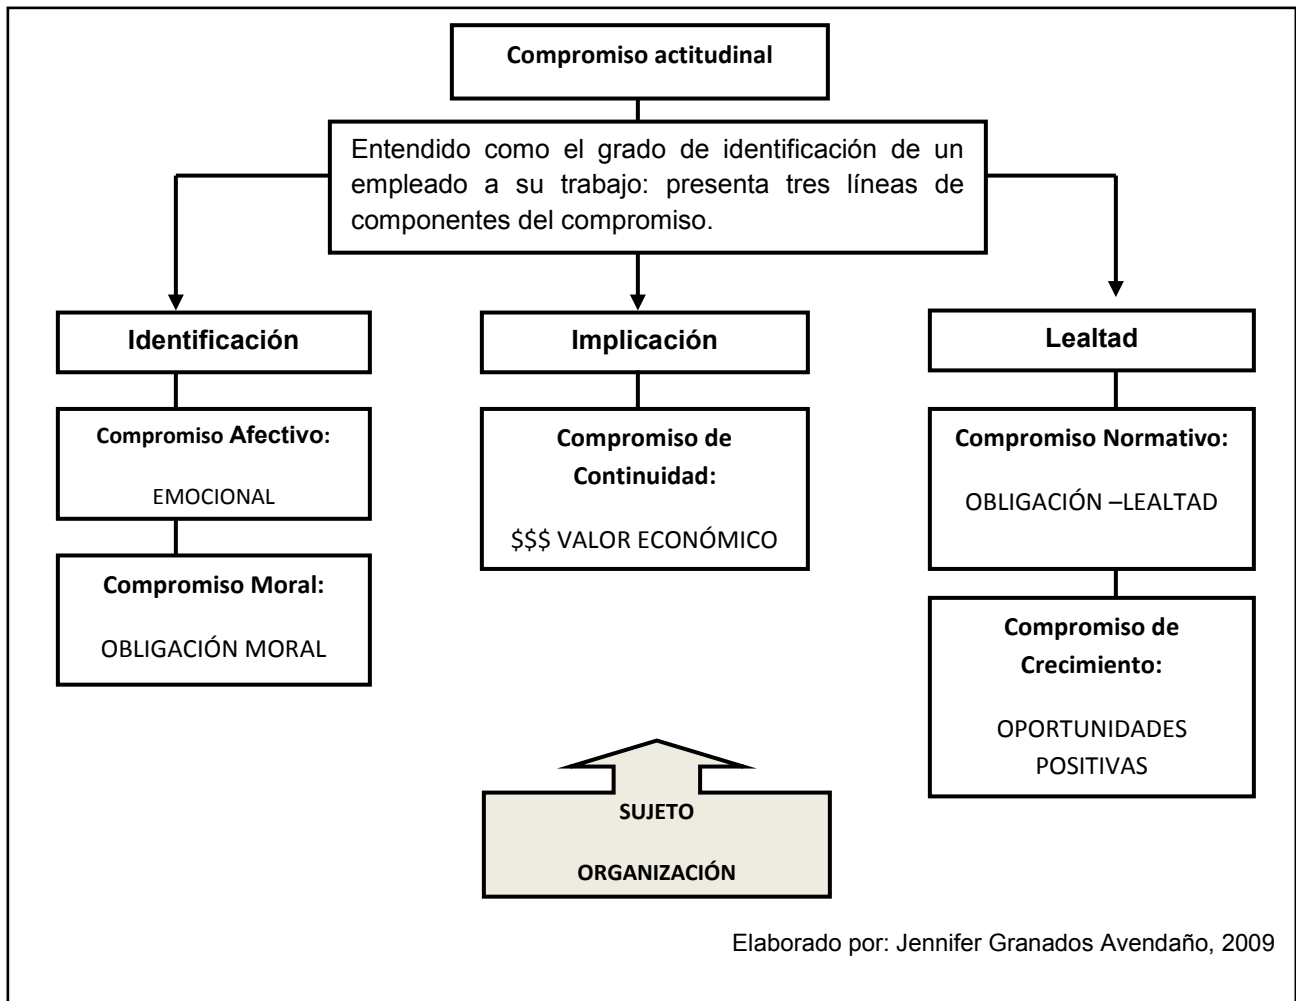 Compromiso actitudinal
Entendido como el grado de identificación de un
empleado a su trabajo: presenta tres líneas de
componentes del compromiso.
Identificación
Compromiso Afectivo:
EMOCIONAL
Compromiso Moral:
OBLIGACIÓN MORAL
Implicación
Compromiso de
Continuidad:
$$$ VALOR ECONÓMICO
Lealtad
Compromiso Normativo:
OBLIGACIÓN –LEALTAD
Compromiso de
Crecimiento:
OPORTUNIDADES
POSITIVAS
SUJETO
ORGANIZACIÓN
Elaborado por: Jennifer Granados Avendaño, 2009